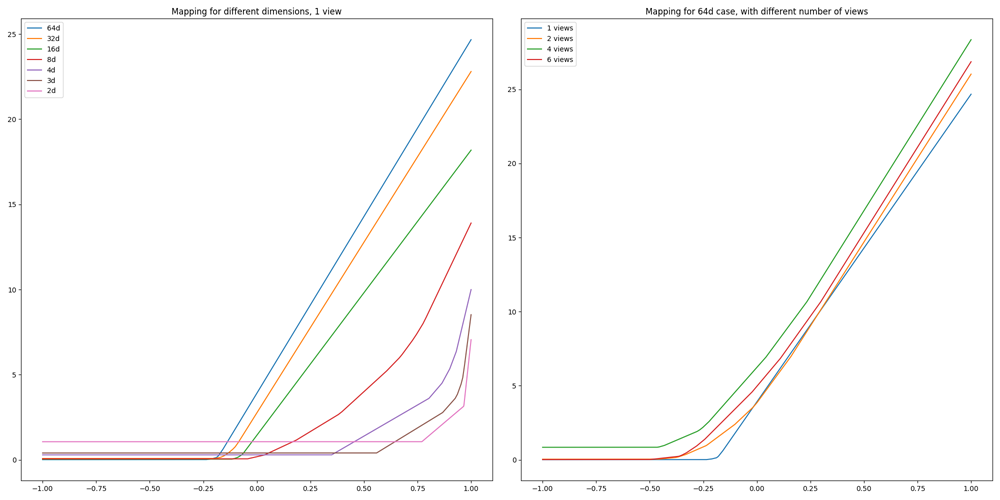 Mapping for different dimensions, 1 view
64d
32d
16d
8d
4d
3d
2d
25
20
15
10
5
0
−1.00 −0.75 −0.50 −0.25 0.00 0.25 0.50 0.75 1.00
Mapping for 64d case, with different number of views
1 views
2 views
4 views
6 views
25
20
15
10
5
0
−1.00 −0.75 −0.50 −0.25 0.00 0.25 0.50 0.75 1.00